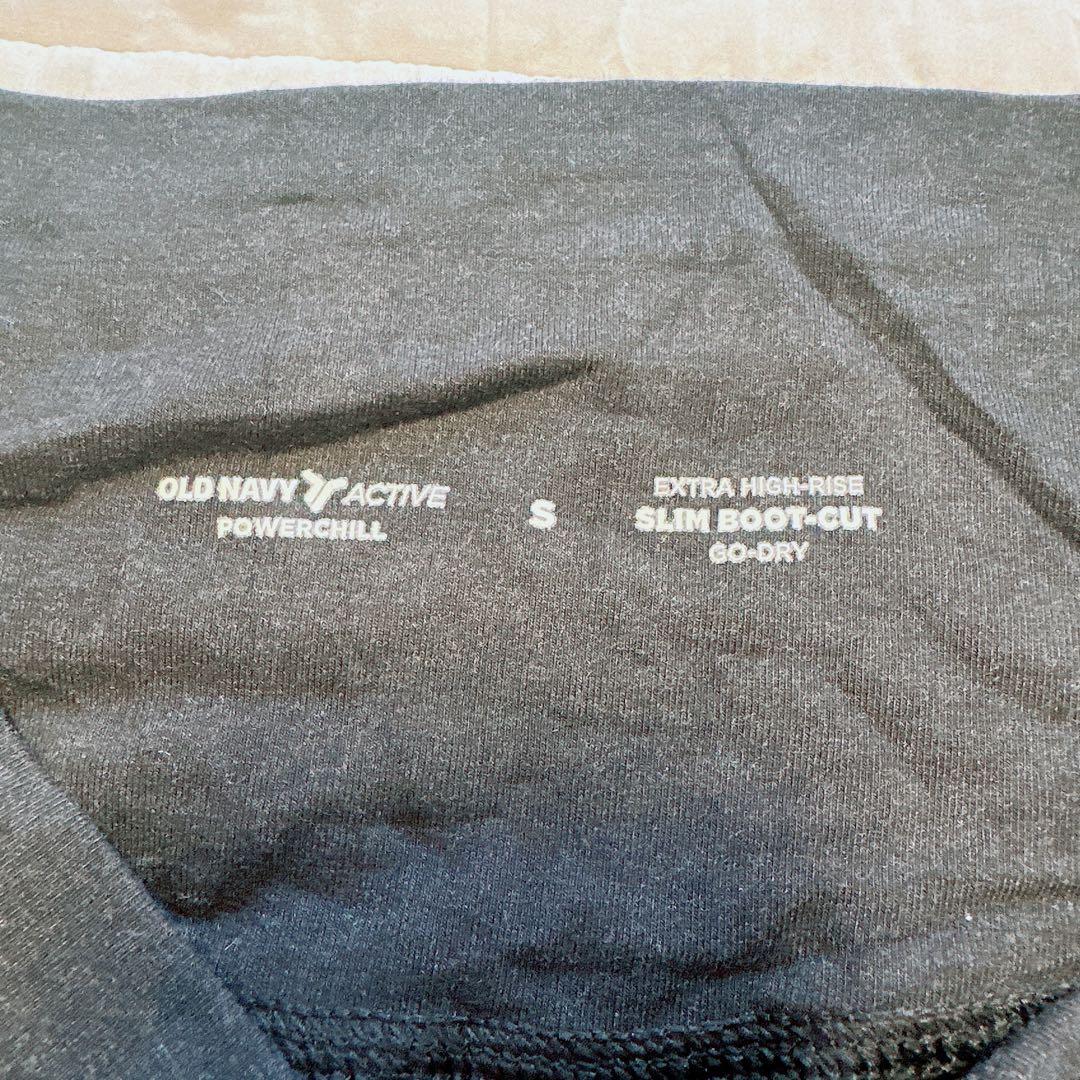 OLD NAVY ACTIVE
POWERCHILL
S
EXTRA HIGH-RISE
SLIM BOOT-CUT
GO-DRY